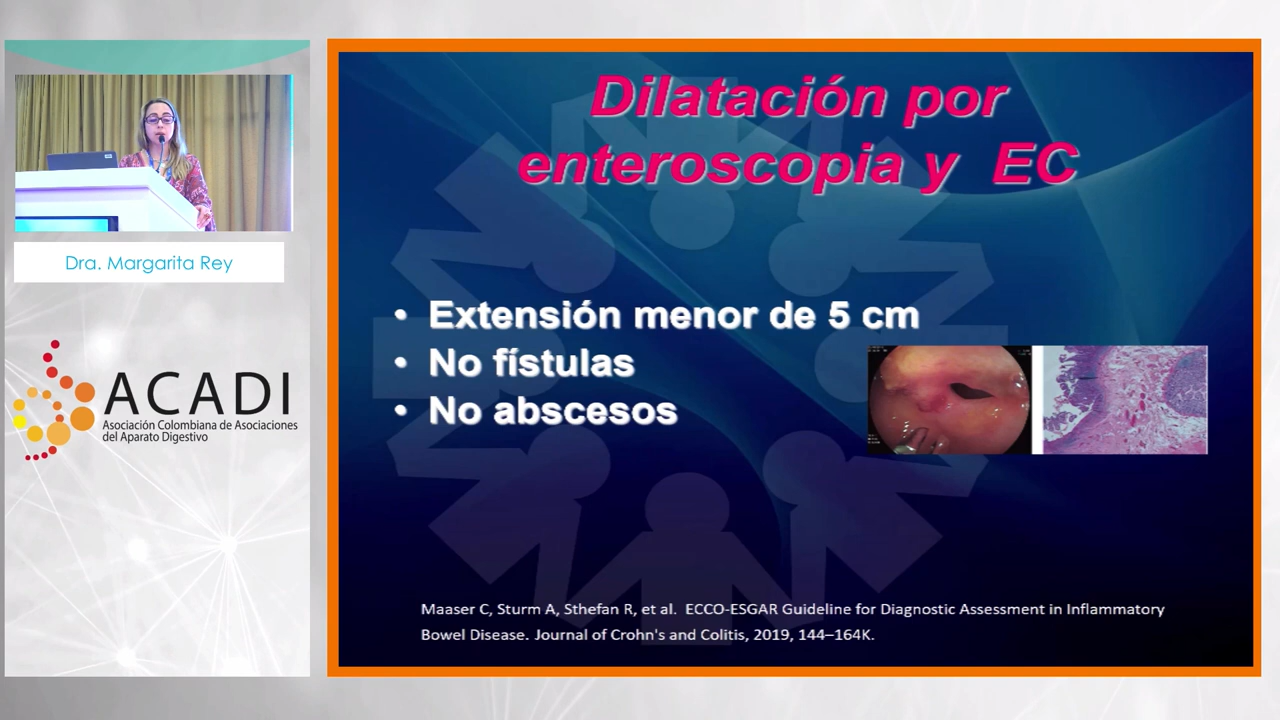 Dra. Margarita Rey
ACADI
Asociación Colombiana de Asociaciones
del Aparato Digestivo
Dilatación por
enteroscopia y EC
• Extensión menor de 5 cm
• No fístulas
• No abscesos
Maaser C, Sturm A, Sthefan R, et al. ECCO-ESGAR Guideline for Diagnostic Assessment in Inflammatory
Bowel Disease. Journal of Crohn's and Colitis, 2019, 144–164K.